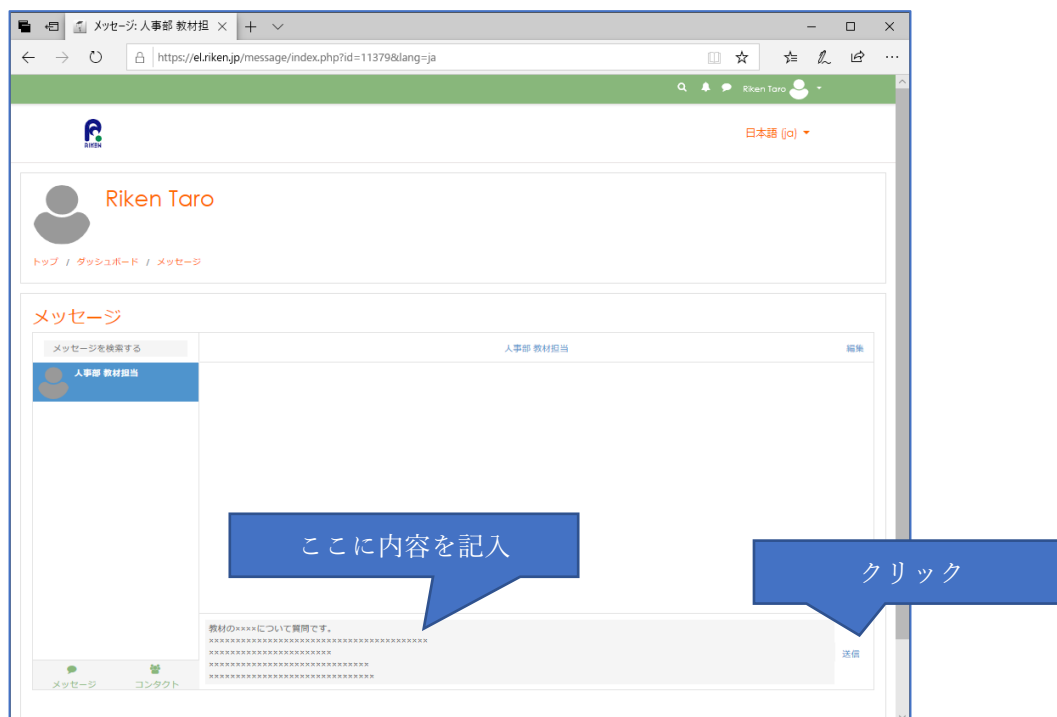 メッセージ: 人事部 教材担
https://el.riken.jp/message/index.php?id=11379&lang=ja
Riken Taro
RIKEN
日本語 (ja)
Riken Taro
トップ / ダッシュボード / メッセージ
メッセージ
メッセージを検索する
人事部 教材担当
編集
人事部 教材担当
ここに内容を記入
クリック
教材の××××について質問です。
×××××××××××××××××××××××××××××××××××××××××
×××××××××××××××××××××××
××××××××××××××××××××××××××××××
×××××××××××××××××××××××××××××××
送信
メッセージ
コンタクト